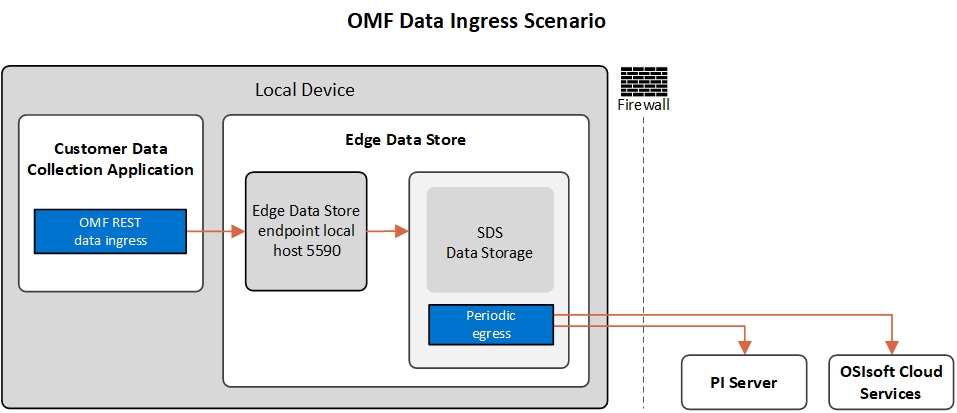 OMF Data Ingress Scenario
Local Device
Firewall
Customer Data
Collection Application
OMF REST
data ingress
Edge Data Store
Edge Data Store
endpoint local
host 5590
SDS
Data Storage
Periodic
egress
PI Server
OSIsoft Cloud
Services